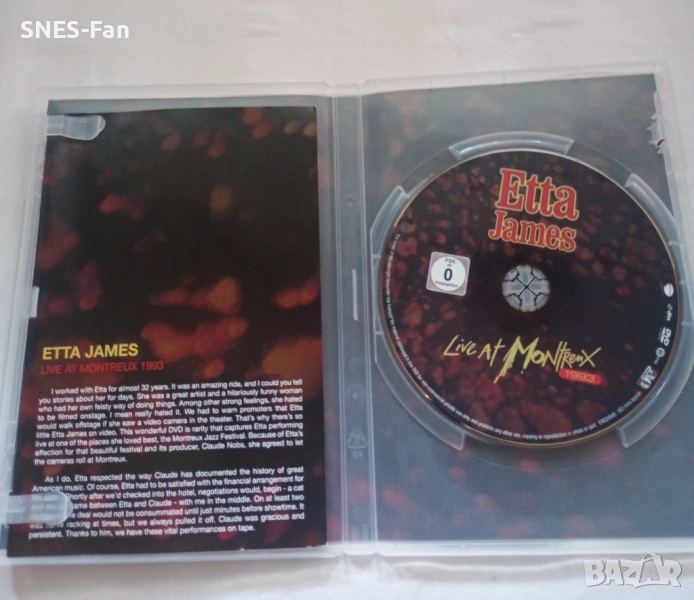 SNES-Fan
ETTA JAMES
LIVE AT MONTREUX 1993
I worked with Etta for almost 32 years. It was an amazing ride, and I could tell
you stories about her for days. She was a great artist and a hilariously funny woman
who had her own feisty way of doing things. Among other strong feelings, she hated
to be filmed onstage. I mean really hated it. We had to warn promoters that Etta
would walk offstage if she saw a video camera in the theater. That's why there's so
little Etta James on video. This wonderful DVD is a rarity that captures Etta performing
live at one of the places she loved best, the Montreux Jazz Festival. Because of Etta's
affection for that beautiful festival and its producer, Claude Nobs, she agreed to let
the cameras roll at Montreux.
As I do, Etta respected the way Claude has documented the history of great
American music. Of course, Etta had to be satisfied with the financial arrangement for
Shortly after we'd checked into the hotel, negotiations would, begin - a cat
game between Etta and Claude - with me in the middle. On at least two
deal would not be consummated until just minutes before showtime. It
was nerve racking at times, but we always pulled it off. Claude was gracious and
persistent. Thanks to him, we have these vital performances on tape.
Etta
James
FSK
0
Live At Montreux
1993
DVD
BAZAR